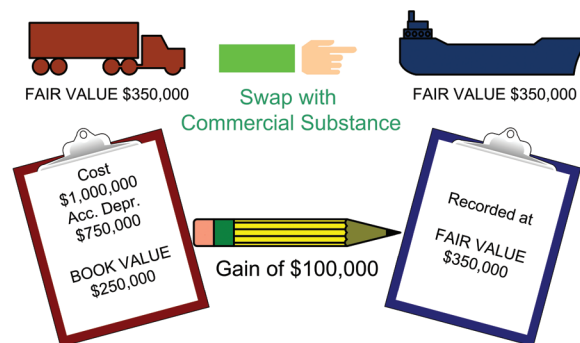 FAIR VALUE $350,000
Swap with
Commercial Substance
FAIR VALUE $350,000
Cost
$1,000,000
Acc. Depr.
$750,000
BOOK VALUE
$250,000
Gain of $100,000
Recorded at
FAIR VALUE
$350,000